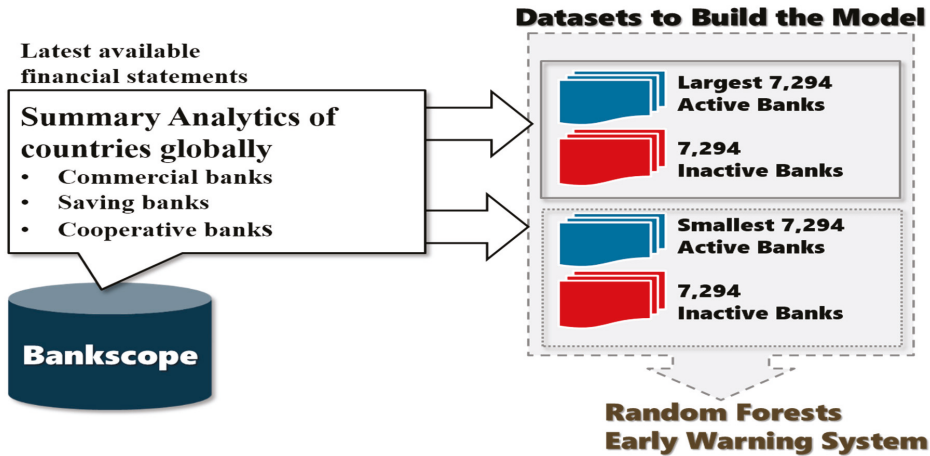 Latest available
financial statements
Summary Analytics of
countries globally
• Commercial banks
• Saving banks
• Cooperative banks
Bankscope
Datasets to Build the Model
Largest 7,294
Active Banks
7,294
Inactive Banks
Smallest 7,294
Active Banks
7,294
Inactive Banks
Random Forests
Early Warning System